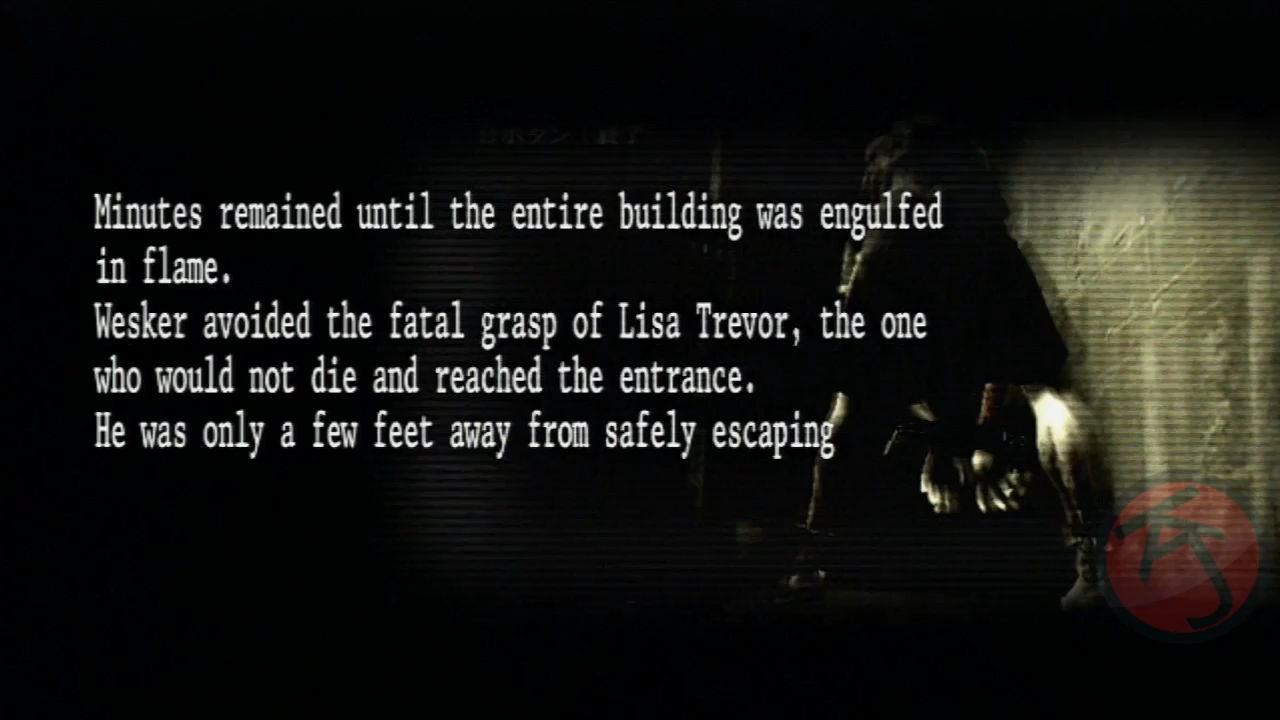 Minutes remained until the entire building was engulfed
in flame.
Wesker avoided the fatal grasp of Lisa Trevor, the one
who would not die and reached the entrance.
He was only a few feet away from safely escaping